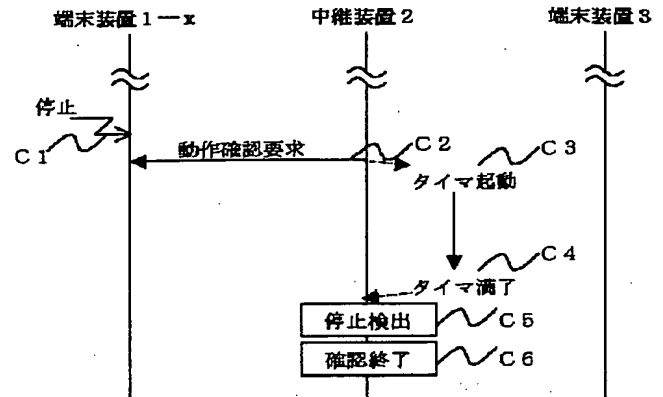 端末装置1－x 中継装置2 端末装置3
停止
C1
動作確認要求
C2
C3
タイマ起動
C4
タイマ満了
停止検出
C5
確認終了
C6